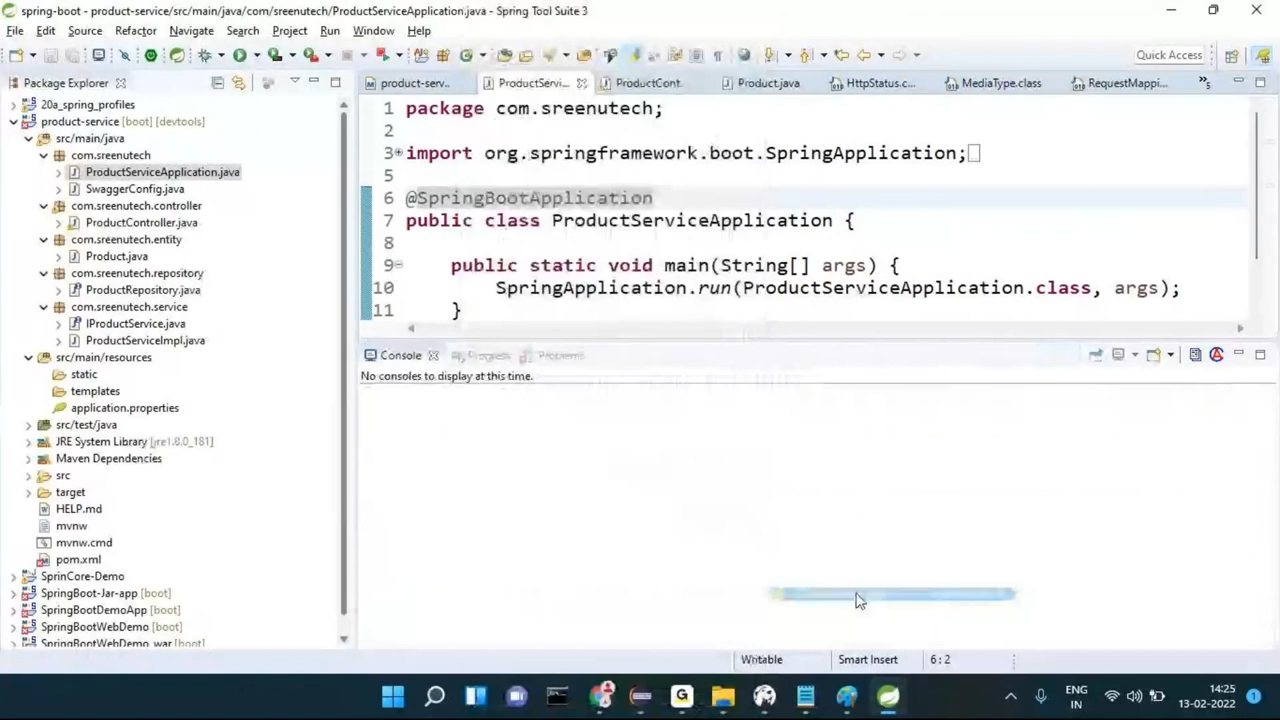 spring-boot - product-service/src/main/java/com/sreenutech/ProductServiceApplication.java - Spring Tool Suite 3
File Edit Source Refactor Navigate Search Project Run Window Help
Quick Access
Package Explorer
20a_spring_profiles
product-service [boot] [devtools]
src/main/java
com.sreenutech
ProductServiceApplication.java
SwaggerConfig.java
com.sreenutech.controller
ProductController.java
com.sreenutech.entity
Product.java
com.sreenutech.repository
ProductRepository.java
com.sreenutech.service
IProductService.java
ProductServiceImpl.java
src/main/resources
static
templates
application.properties
src/test/java
JRE System Library [jre1.8.0_181]
Maven Dependencies
src
target
HELP.md
mvnw
mvnw.cmd
pom.xml
SprinCore-Demo
SpringBoot-Jar-app [boot]
SpringBootDemoApp [boot]
SpringBootWebDemo [boot]
SpringBootWebDemo_war [boot]
product-serv.. ProductServi... ProductCont.. Product.java HttpStatus.c... MediaType.class RequestMappi... »5
1 package com.sreenutech;
2
3 import org.springframework.boot.SpringApplication;
5
6 @SpringBootApplication
7 public class ProductServiceApplication {
8
9 public static void main(String[] args) {
10 SpringApplication.run(ProductServiceApplication.class, args);
11 }
Console Progress Problems
No consoles to display at this time.
Writable Smart Insert 6:2
ENG
IN
14:25
13-02-2022
1